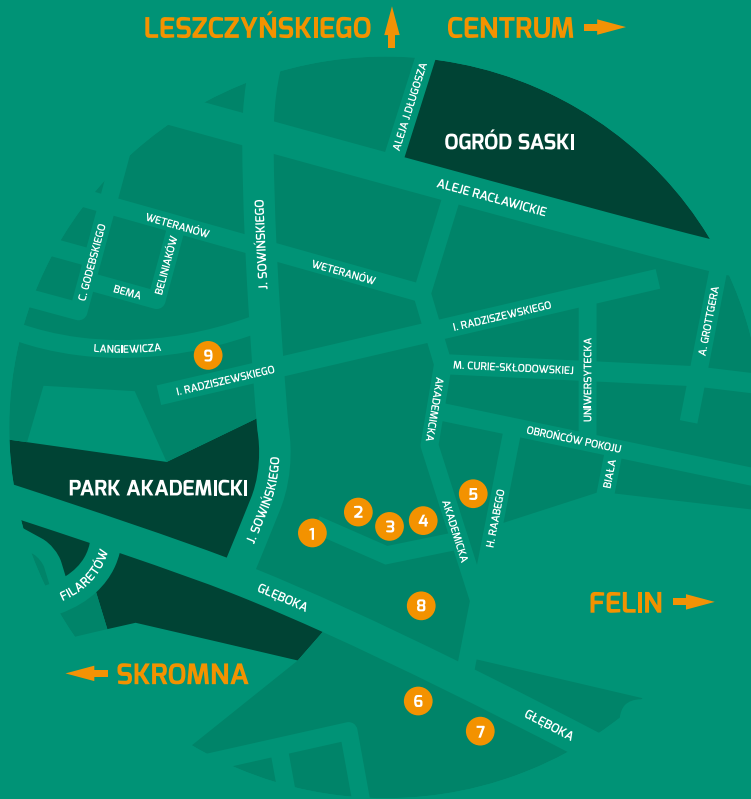 LESZCZYŃSKIEGO
CENTRUM
ALEJA J.DŁUGOSZA
OGRÓD SASKI
ALEJE RACŁAWICKIE
WETERANÓW
J. SOWIŃSKIEGO
C. GODEBSKIEGO
BELINIAKÓW
BEMA
WETERANÓW
A. GROTTGERA
I. RADZISZEWSKIEGO
LANGIEWICZA
9
I. RADZISZEWSKIEGO
M. CURIE-SKŁODOWSKIEJ
UNIWERSYTECKA
AKADEMICKA
OBROŃCÓW POKOJU
BIAŁA
PARK AKADEMICKI
J. SOWIŃSKIEGO
1
2
3
4
5
AKADEMICKA
H. RAABEGO
FILARETÓW
GŁĘBOKA
8
FELIN
SKROMNA
6
7
GŁĘBOKA